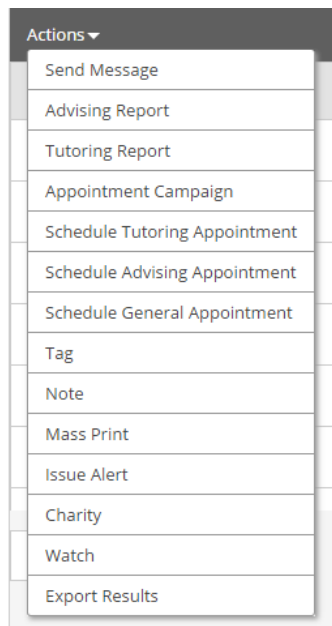 Actions
Send Message
Advising Report
Tutoring Report
Appointment Campaign
Schedule Tutoring Appointment
Schedule Advising Appointment
Schedule General Appointment
Tag
Note
Mass Print
Issue Alert
Charity
Watch
Export Results